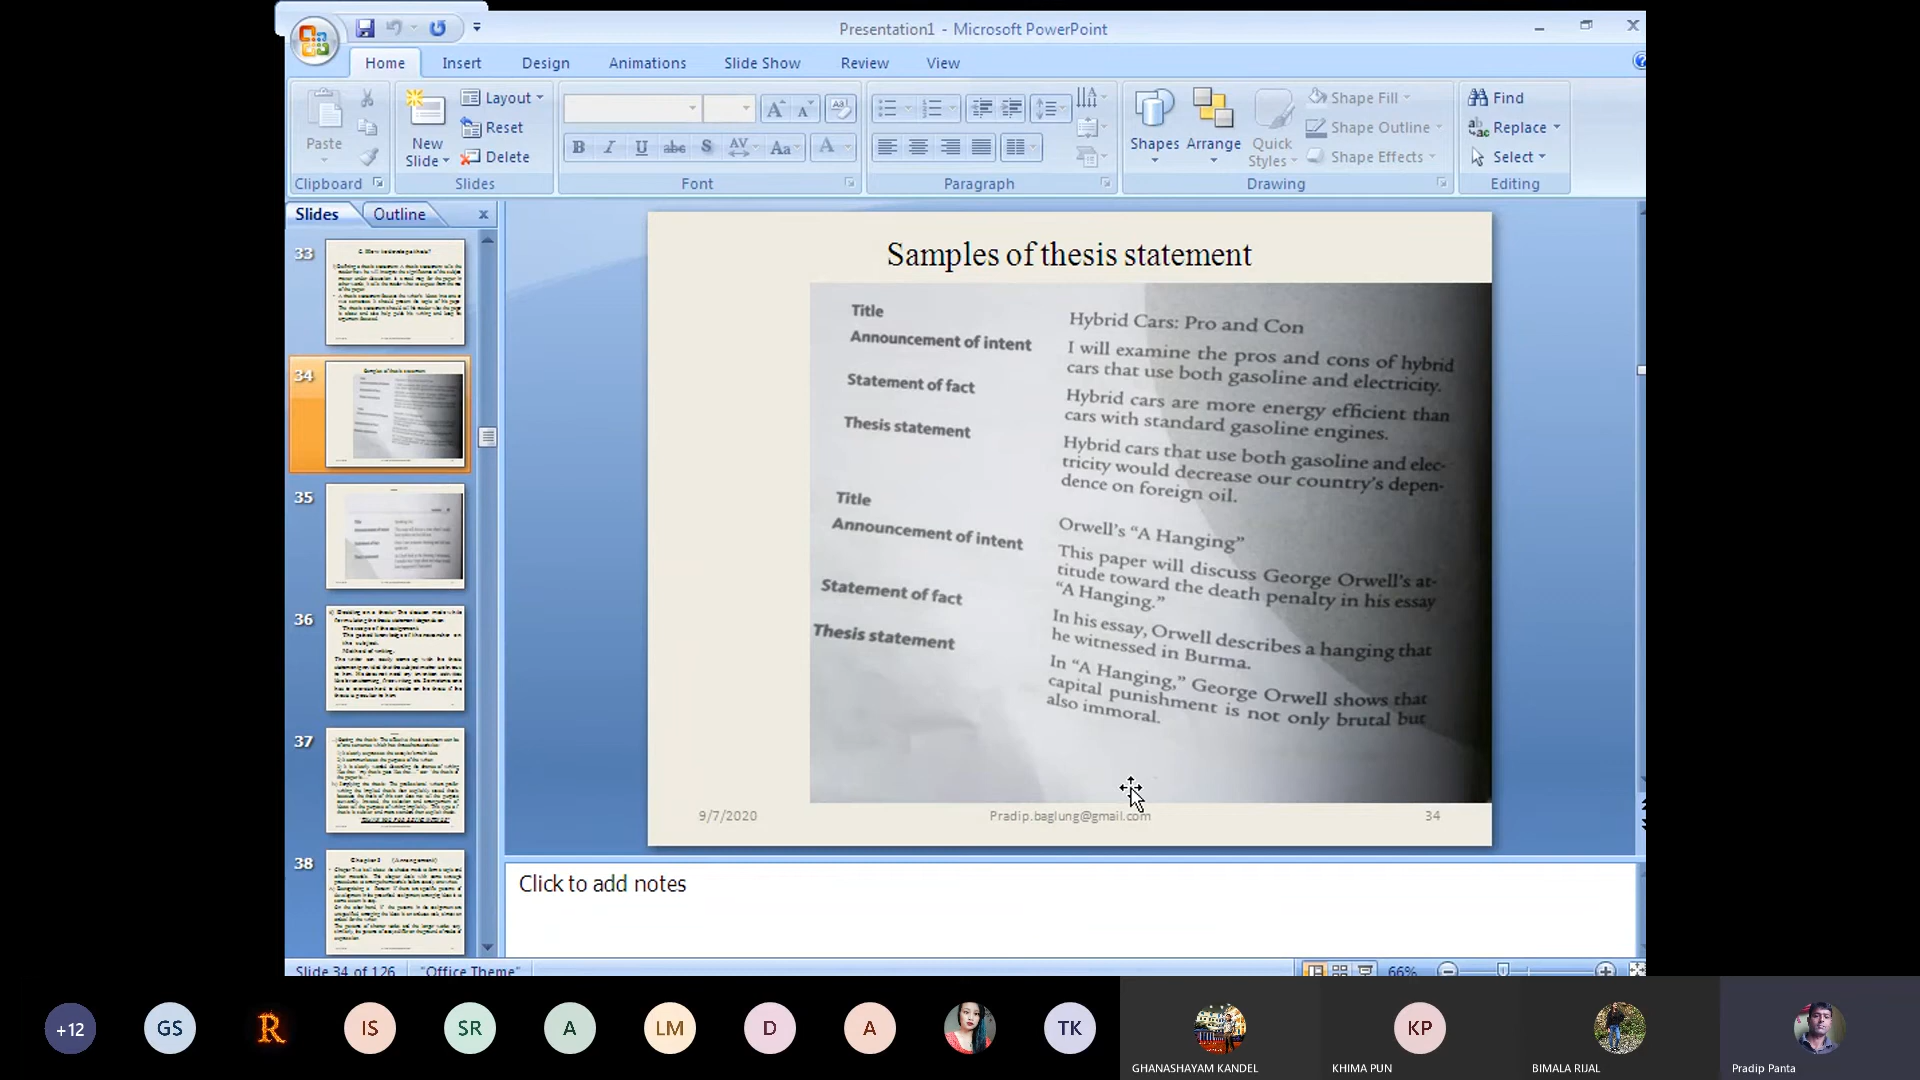 Presentation1 - Microsoft PowerPoint
Home Insert Design Animations Slide Show Review View
Paste
Clipboard
New Slide
Layout
Reset
Delete
Slides
B I U abc S AV Aa A
Font
Paragraph
Shapes
Arrange
Quick Styles
Shape Fill
Shape Outline
Shape Effects
Drawing
Find
Replace
Select
Editing
Slides Outline
33
34
35
36
37
38
Samples of thesis statement
Title Hybrid Cars: Pro and Con
Announcement of intent I will examine the pros and cons of hybrid
cars that use both gasoline and electricity.
Statement of fact Hybrid cars are more energy efficient than
cars with standard gasoline engines.
Thesis statement Hybrid cars that use both gasoline and elec-
tricity would decrease our country's depen-
dence on foreign oil.
Title Orwell's “A Hanging”
Announcement of intent This paper will discuss George Orwell's at-
titude toward the death penalty in his essay
“A Hanging.”
Statement of fact In his essay, Orwell describes a hanging that
he witnessed in Burma.
Thesis statement In “A Hanging,” George Orwell shows that
capital punishment is not only brutal but
also immoral.
9/7/2020 Pradip.baglung@gmail.com 34
Click to add notes
Slide 34 of 126 "Office Theme" 66%
+12 GS R IS SR A LM D A TK KP
GHANASHAYAM KANDEL KHIMA PUN BIMALA RIJAL Pradip Panta